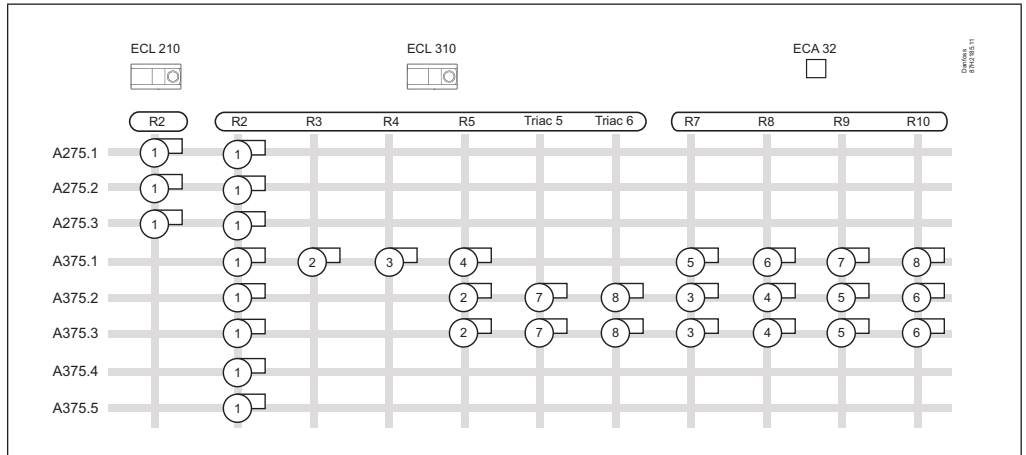 ECL 210 ECL 310 ECA 32
Danfoss
87H2185.11
R2 R2 R3 R4 R5 Triac 5 Triac 6 R7 R8 R9 R10
A275.1 1 1
A275.2 1 1
A275.3 1 1
A375.1 1 2 3 4 5 6 7 8
A375.2 1 2 7 8 3 4 5 6
A375.3 1 2 7 8 3 4 5 6
A375.4 1
A375.5 1